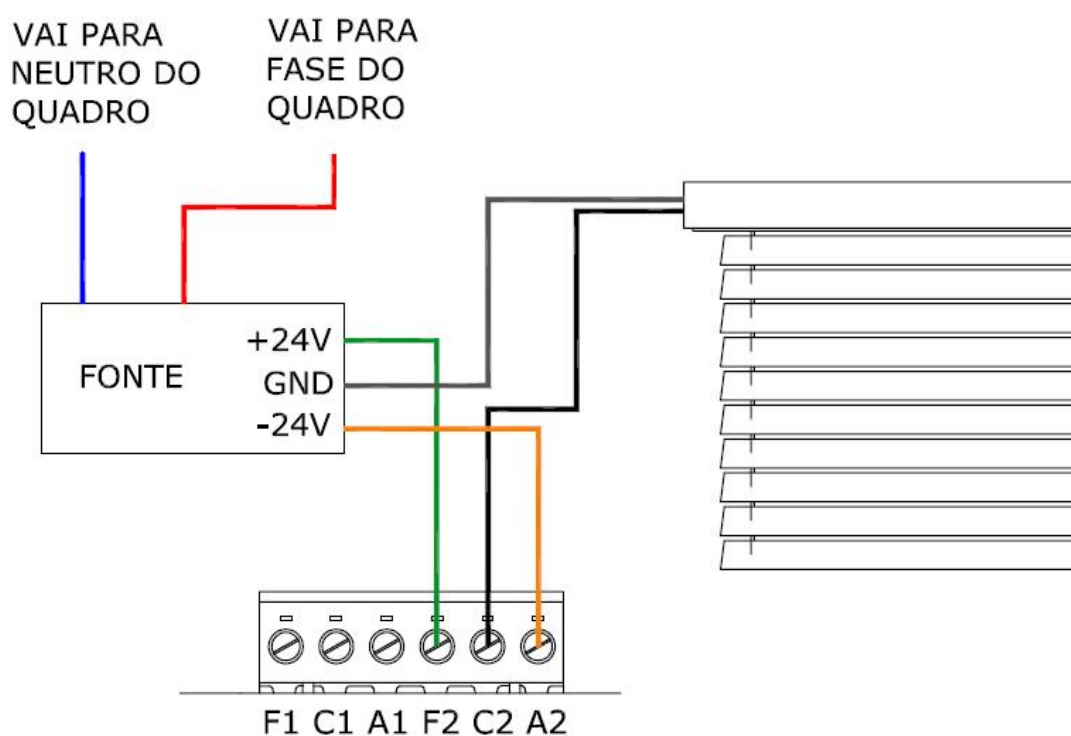 VAI PARA
NEUTRO DO
QUADRO
VAI PARA
FASE DO
QUADRO
FONTE
+24V
GND
-24V
F1 C1 A1 F2 C2 A2